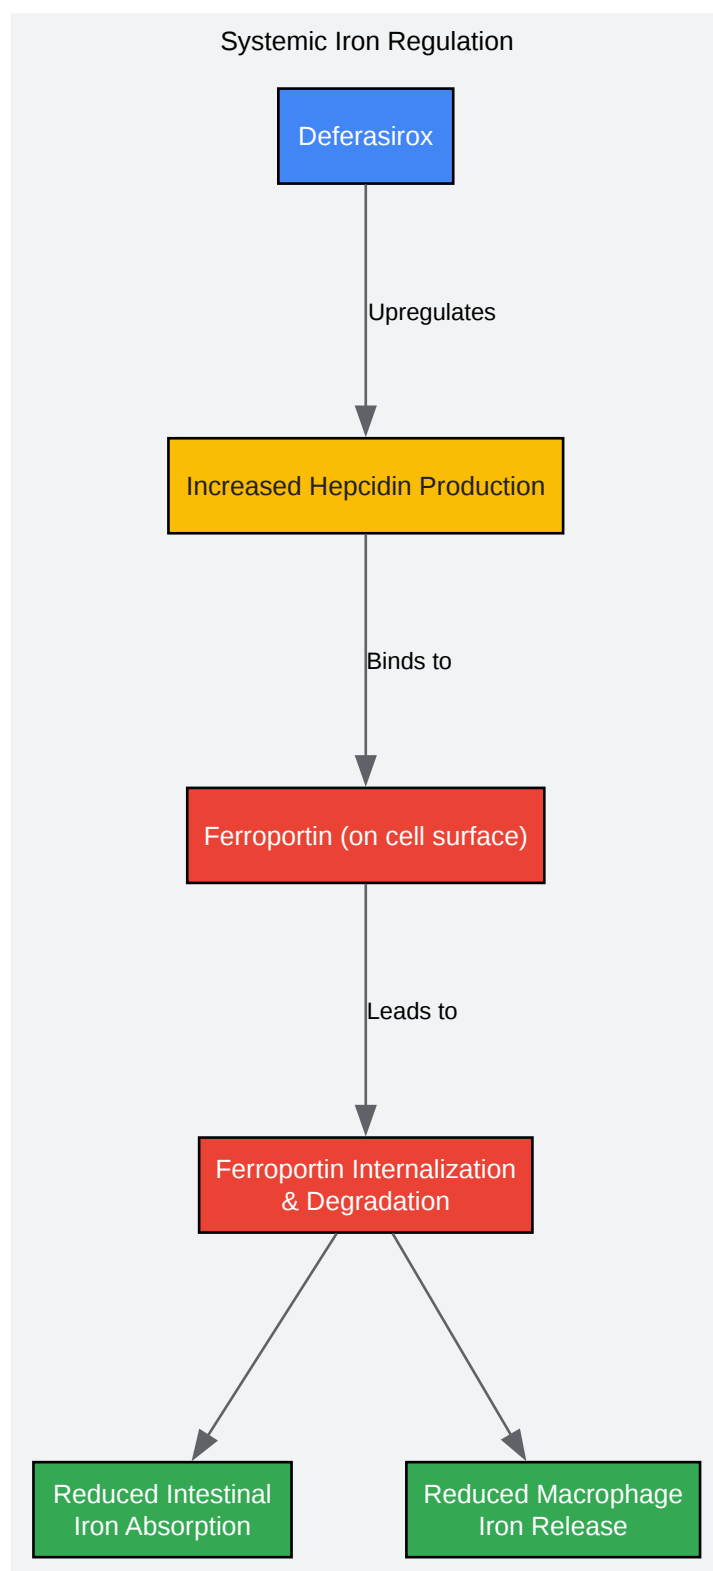 Systemic Iron Regulation
Deferasirox
Upregulates
Increased Hepcidin Production
Binds to
Ferroportin (on cell surface)
Leads to
Ferroportin Internalization
& Degradation
Reduced Intestinal
Iron Absorption
Reduced Macrophage
Iron Release